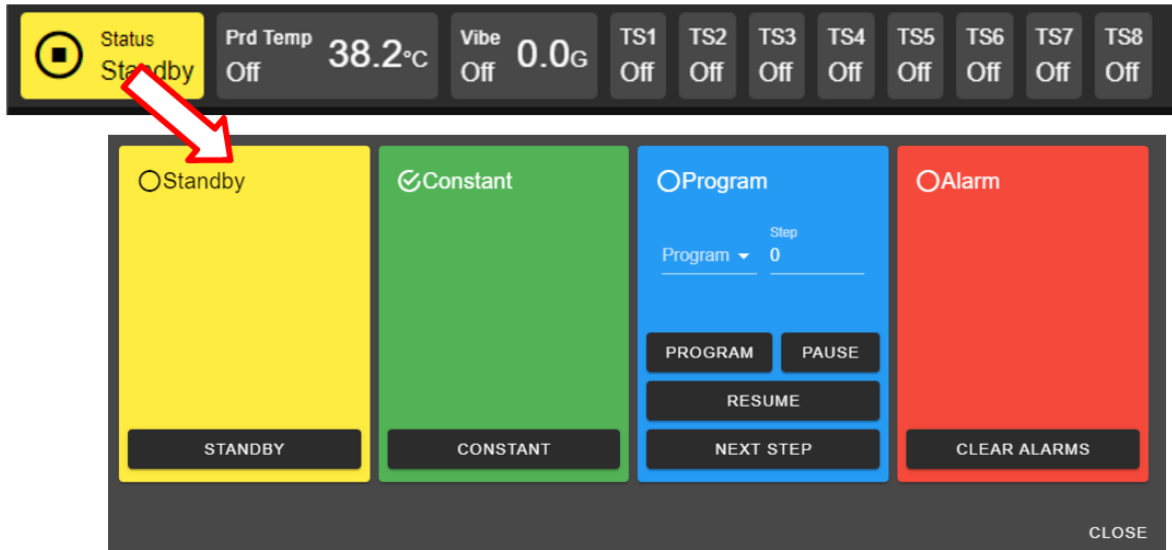 Status
Standby
Prd Temp
Off
38.2°C
Vibe
Off
0.0G
TS1
Off
TS2
Off
TS3
Off
TS4
Off
TS5
Off
TS6
Off
TS7
Off
TS8
Off
Standby
STANDBY
Constant
CONSTANT
Program
Program
Step
0
PROGRAM
PAUSE
RESUME
NEXT STEP
Alarm
CLEAR ALARMS
CLOSE